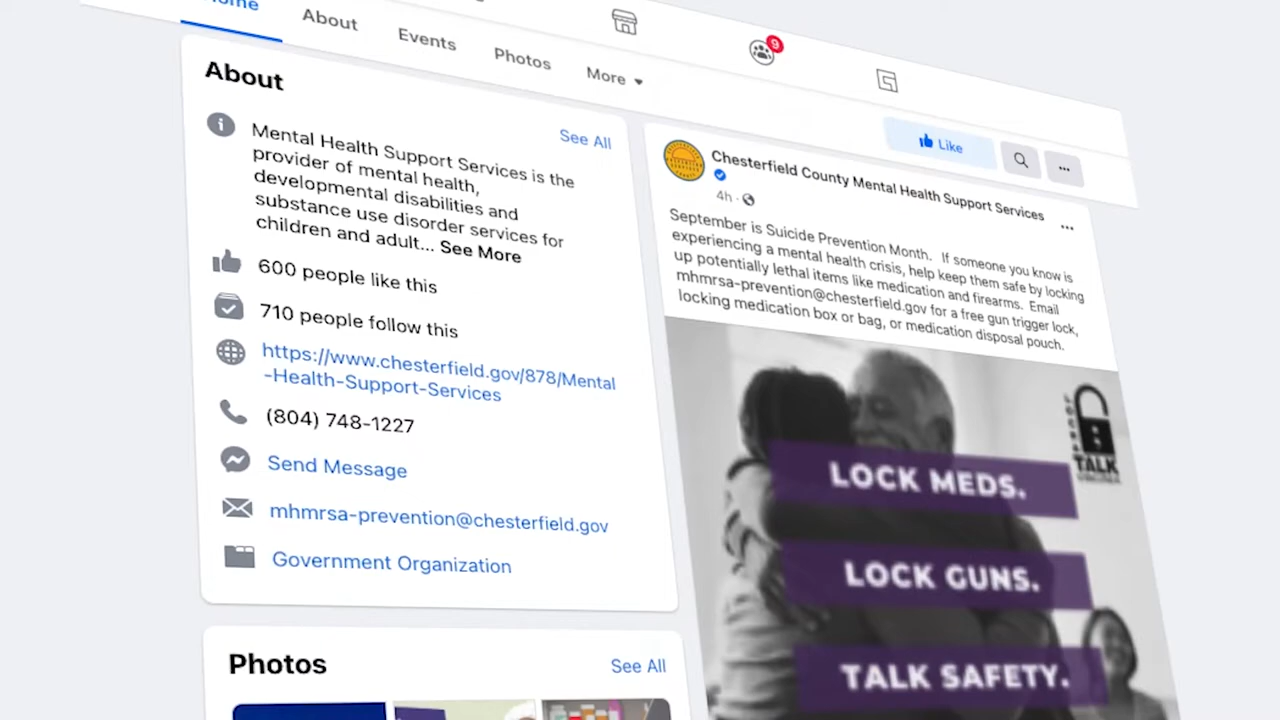 Home
About
Events
Photos
More
9
About
See All
Mental Health Support Services is the
provider of mental health,
developmental disabilities and
substance use disorder services for
children and adult... See More
600 people like this
710 people follow this
https://www.chesterfield.gov/878/Mental
-Health-Support-Services
(804) 748-1227
Send Message
mhmrsa-prevention@chesterfield.gov
Government Organization
Photos
See All
Like
Chesterfield County Mental Health Support Services
4h
September is Suicide Prevention Month. If someone you know is
experiencing a mental health crisis, help keep them safe by locking
up potentially lethal items like medication and firearms. Email
mhmrsa-prevention@chesterfield.gov for a free gun trigger lock,
locking medication box or bag, or medication disposal pouch.
LOCK &
TALK
LOCK MEDS.
LOCK GUNS.
TALK SAFETY.